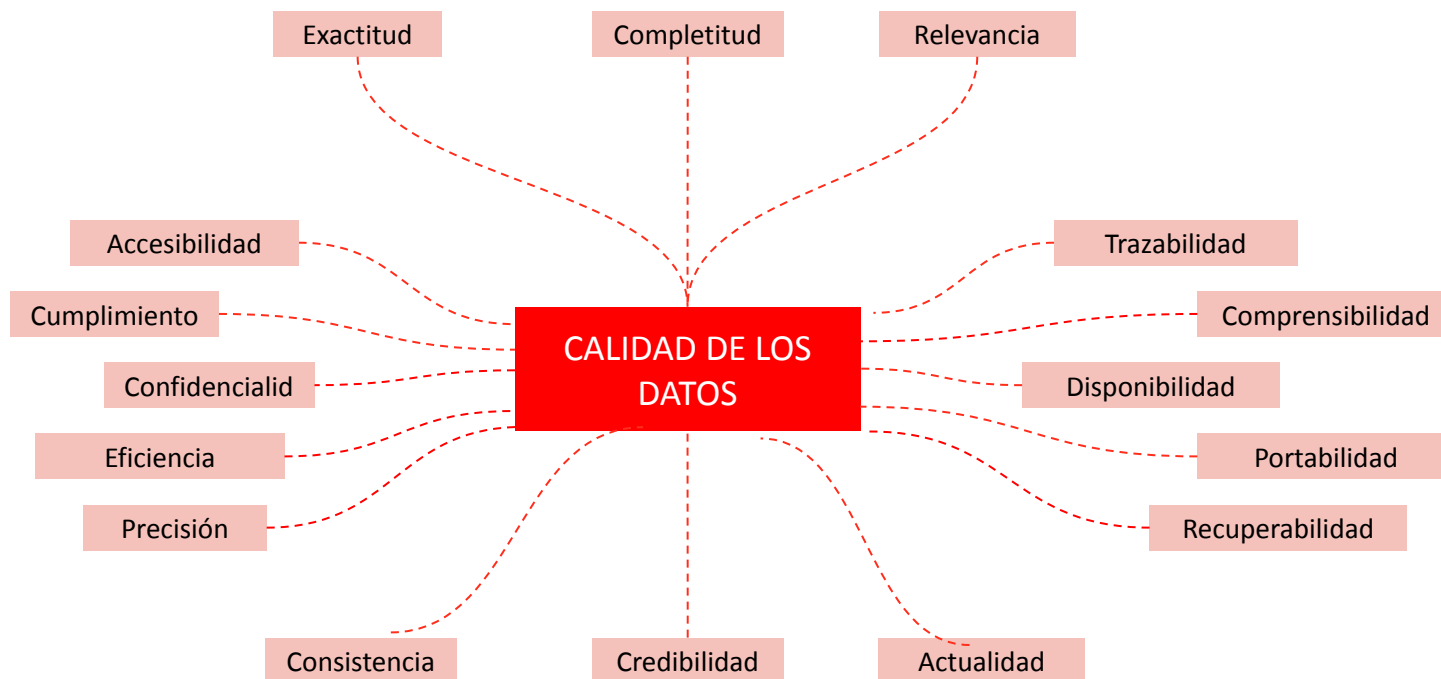 Exactitud
Completitud
Relevancia
Accesibilidad
Trazabilidad
Cumplimiento
Comprensibilidad
CALIDAD DE LOS
DATOS
Confidencialid
Disponibilidad
Eficiencia
Portabilidad
Precisión
Recuperabilidad
Consistencia
Credibilidad
Actualidad